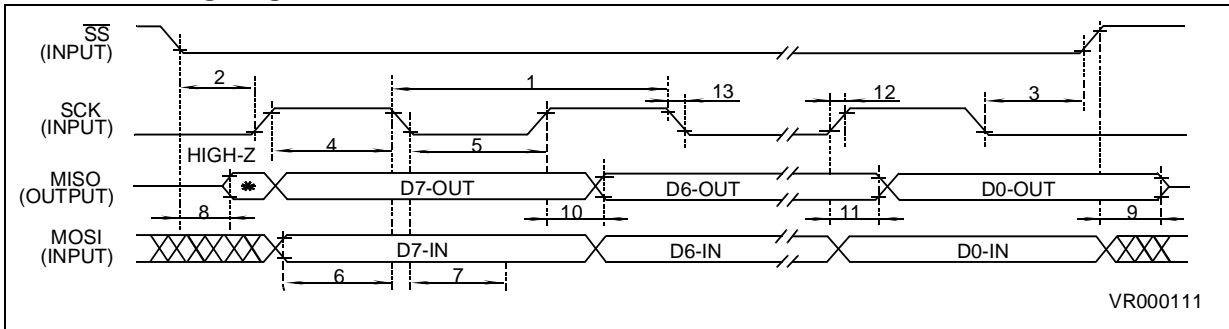 SS
(INPUT)
2
1
13
12
3
SCK
(INPUT)
4
5
HIGH-Z
MISO
(OUTPUT)
*
D7-OUT
D6-OUT
D0-OUT
8
10
11
9
MOSI
(INPUT)
D7-IN
D6-IN
D0-IN
6
7
VR000111